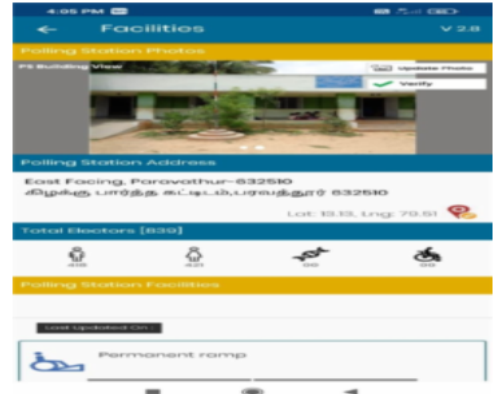 4:05 PM
Facilities
V 2.8
Polling Station Photos
PS Building View
Update Photo
Verify
Polling Station Address
East Facing, Paravathur-632510
கிழக்கு பார்த்த கட்டிடம்,பரவத்தூர் 632510
Lat: 13.13, Lng: 79.51
Total Electors [839]
418
421
Polling Station Facilities
Last Updated On :
Permanent ramp